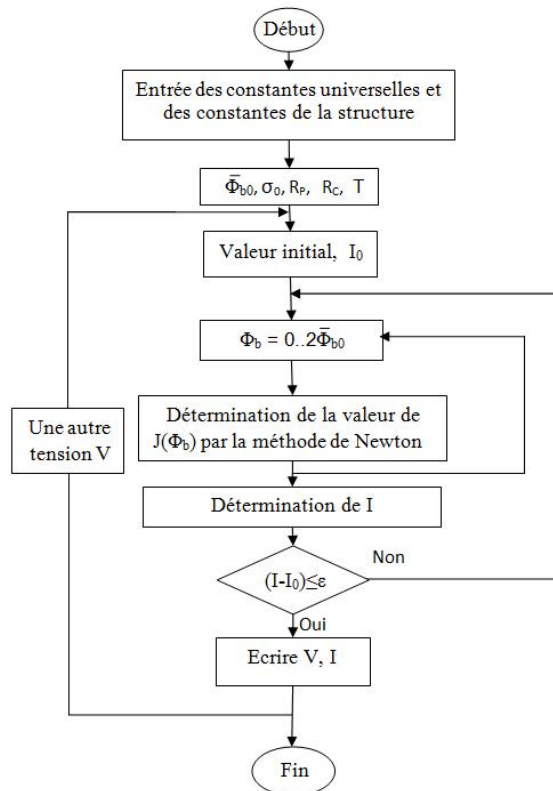 Début
Entrée des constantes universelles et
des constantes de la structure
Φ̄b0, σ0, RP, RC, T
Valeur initial, I0
Φb = 0..2Φ̄b0
Détermination de la valeur de
J(Φb) par la méthode de Newton
Une autre
tension V
Détermination de I
(I-I0)≤ε
Non
Oui
Ecrire V, I
Fin